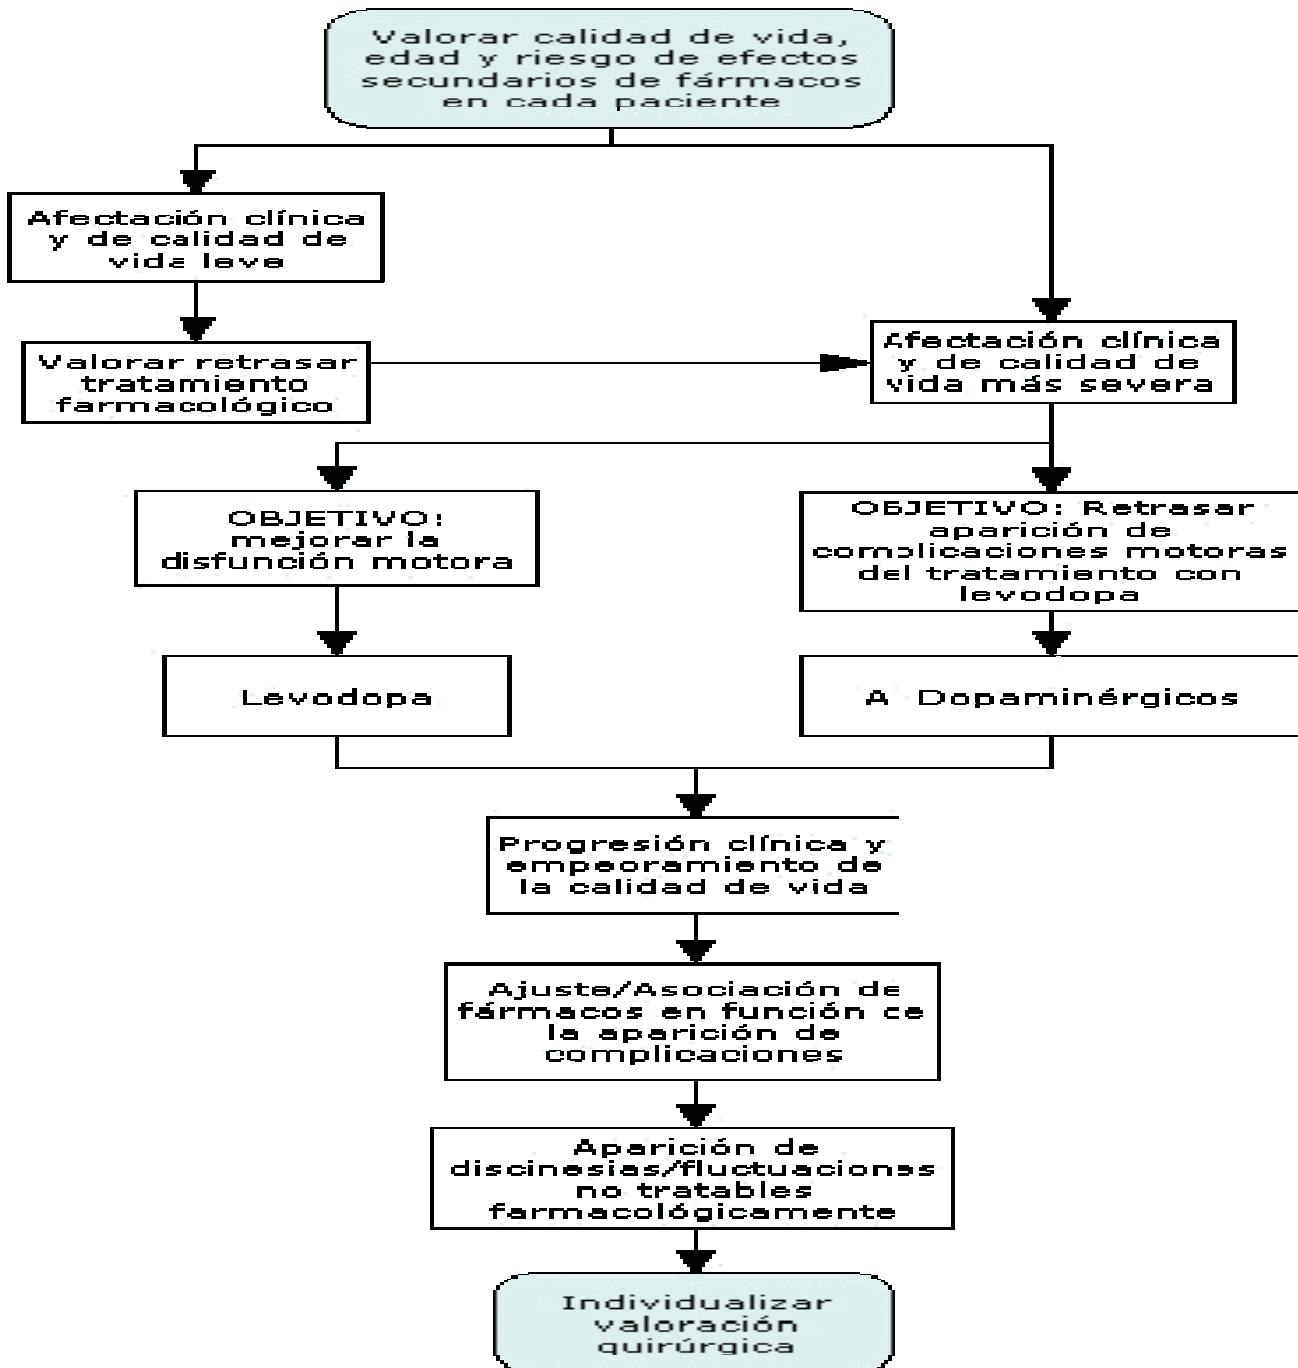 Valorar calidad de vida,
edad y riesgo de efectos
secundarios de fármacos
en cada paciente
Afectación clínica
y de calidad de
vida leve
Valorar retrasar
tratamiento
farmacológico
Afectación clínica
y de calidad de
vida más severa
OBJETIVO:
mejorar la
disfunción motora
OBJETIVO: Retrasar
aparición de
complicaciones motoras
del tratamiento con
levodopa
Levodopa
A Dopaminérgicos
Progresión clínica y
empeoramiento de
la calidad de vida
Ajuste/Asociación de
fármacos en función de
la aparición de
complicaciones
Aparición de
discinesias/fluctuaciones
no tratables
farmacológicamente
Individualizar
valoración
quirúrgica